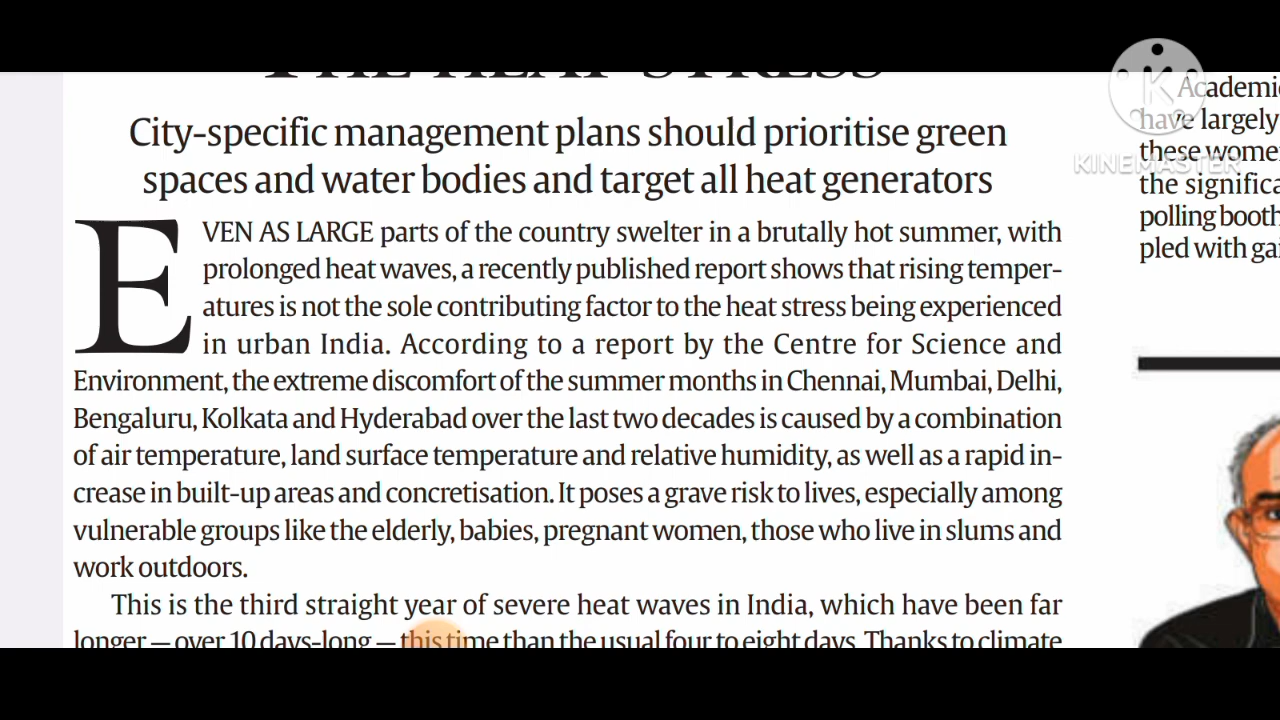 THE HEAT STRESS
City-specific management plans should prioritise green
spaces and water bodies and target all heat generators
EVEN AS LARGE parts of the country swelter in a brutally hot summer, with
prolonged heat waves, a recently published report shows that rising temper-
atures is not the sole contributing factor to the heat stress being experienced
in urban India. According to a report by the Centre for Science and
Environment, the extreme discomfort of the summer months in Chennai, Mumbai, Delhi,
Bengaluru, Kolkata and Hyderabad over the last two decades is caused by a combination
of air temperature, land surface temperature and relative humidity, as well as a rapid in-
crease in built-up areas and concretisation. It poses a grave risk to lives, especially among
vulnerable groups like the elderly, babies, pregnant women, those who live in slums and
work outdoors.
This is the third straight year of severe heat waves in India, which have been far
longer — over 10 days-long — this time than the usual four to eight days. Thanks to climate
Academi
have largely
these wome
the significa
polling booth
pled with gai
KINEMASTER